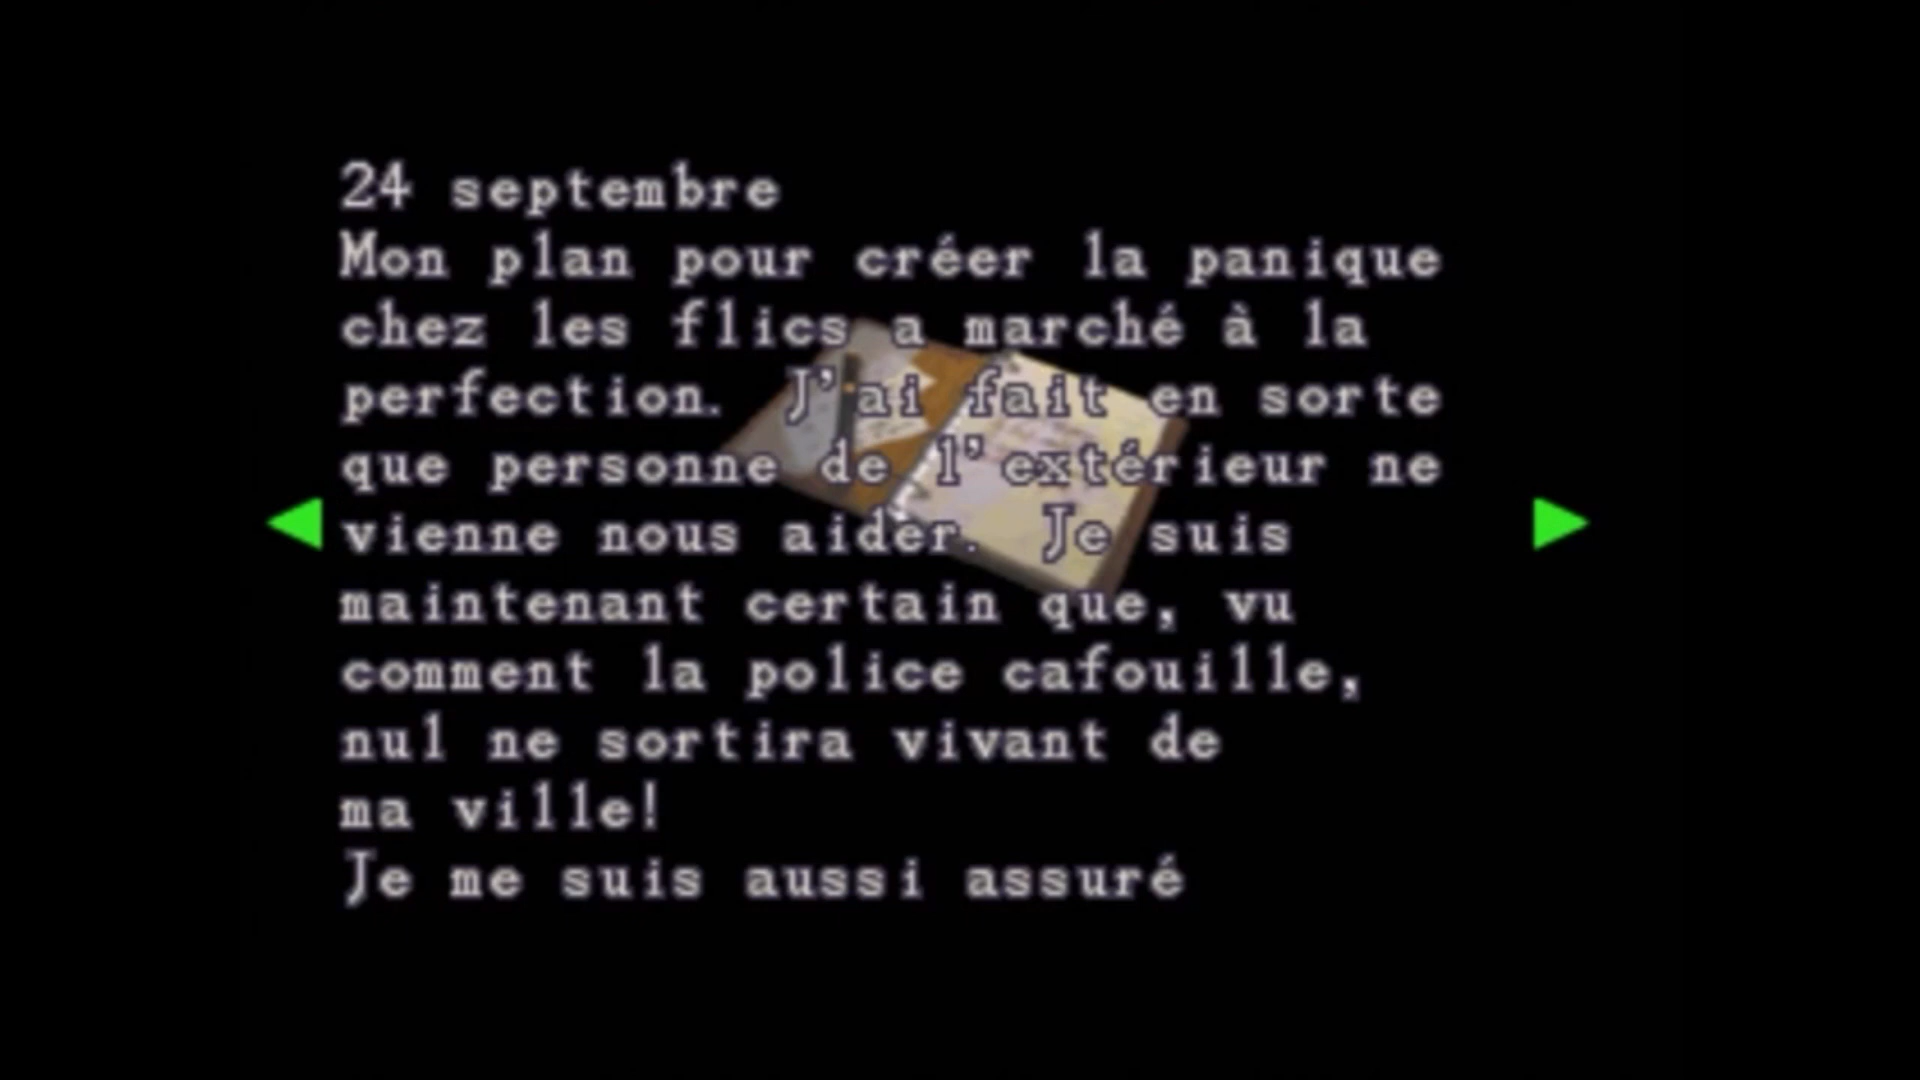 24 septembre
Mon plan pour créer la panique
chez les flics a marché à la
perfection. J'ai fait en sorte
que personne de l'extérieur ne
vienne nous aider. Je suis
maintenant certain que, vu
comment la police cafouille,
nul ne sortira vivant de
ma ville!
Je me suis aussi assuré